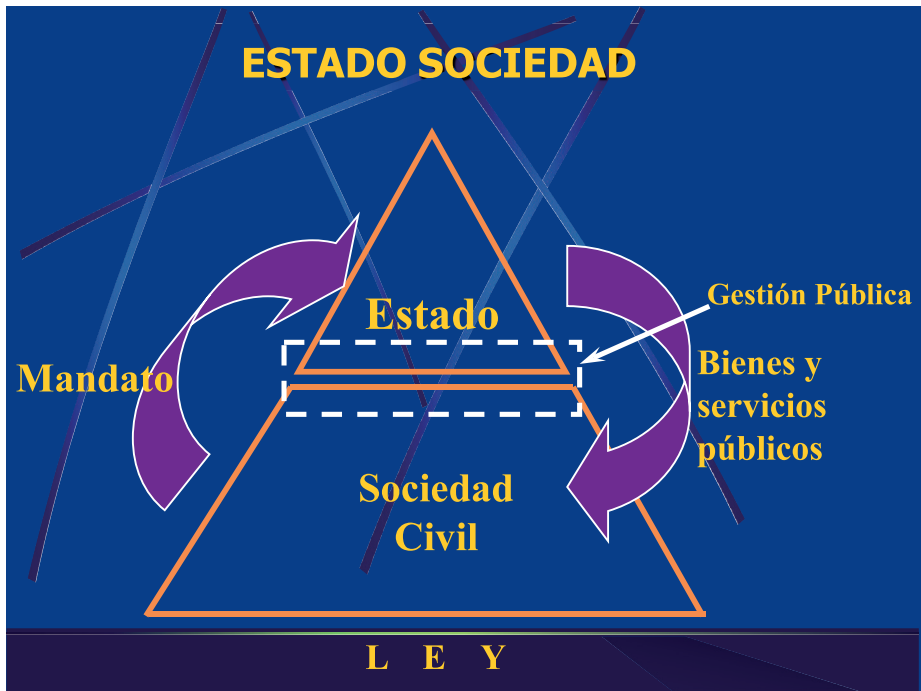 ESTADO SOCIEDAD
Gestión Pública
Estado
Mandato
Bienes y
servicios
públicos
Sociedad
Civil
L E Y